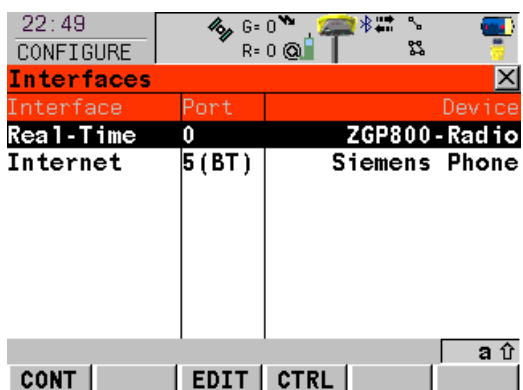 22:49
CONFIGURE
G= 0
R= 0 @
Interfaces
Interface Port Device
Real-Time 0 ZGP800-Radio
Internet 5(BT) Siemens Phone
a ⇧
CONT EDIT CTRL